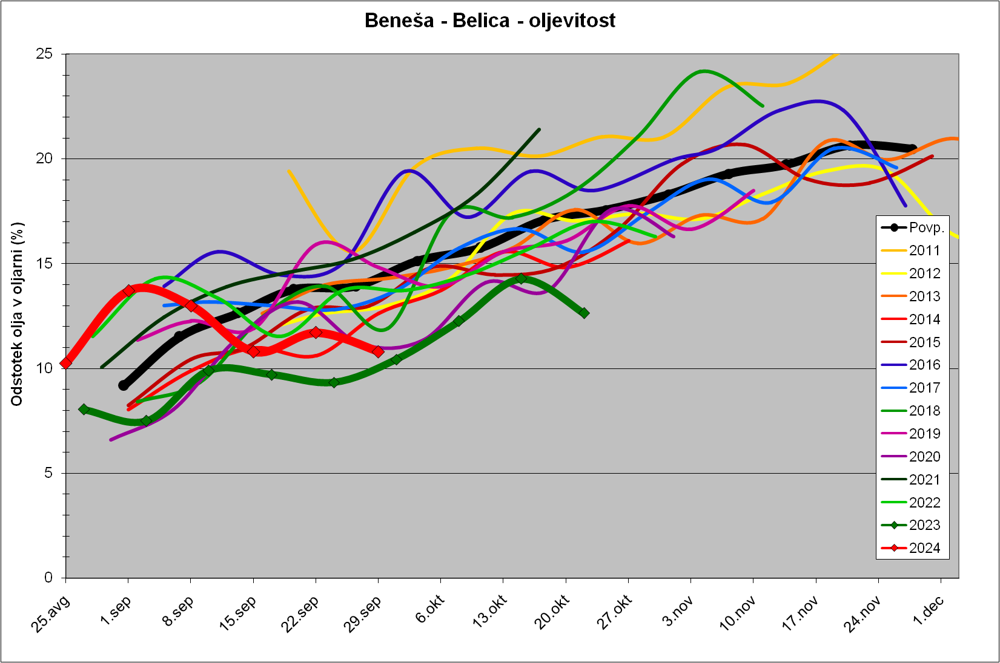 Beneša - Belica - oljevitost
Odstotek olja v oljarni (%)
25
20
15
10
5
0
25.avg
1.sep
8.sep
15.sep
22.sep
29.sep
6.okt
13.okt
20.okt
27.okt
3.nov
10.nov
17.nov
24.nov
1.dec
Povp.
2011
2012
2013
2014
2015
2016
2017
2018
2019
2020
2021
2022
2023
2024